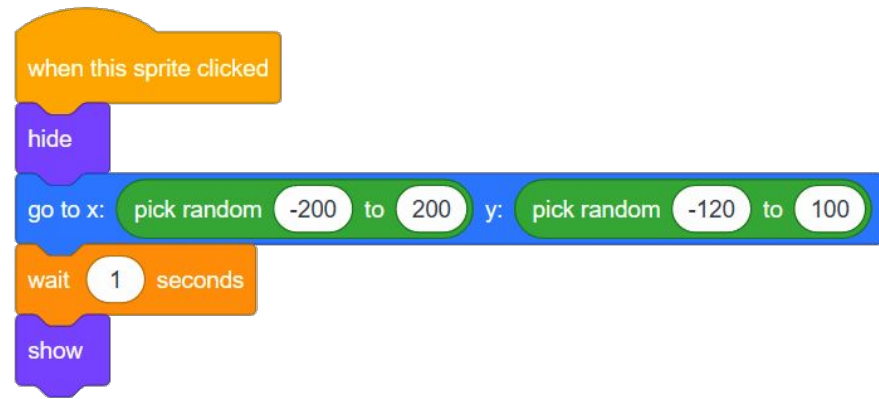 when this sprite clicked
hide
go to x: pick random -200 to 200 y: pick random -120 to 100
wait 1 seconds
show